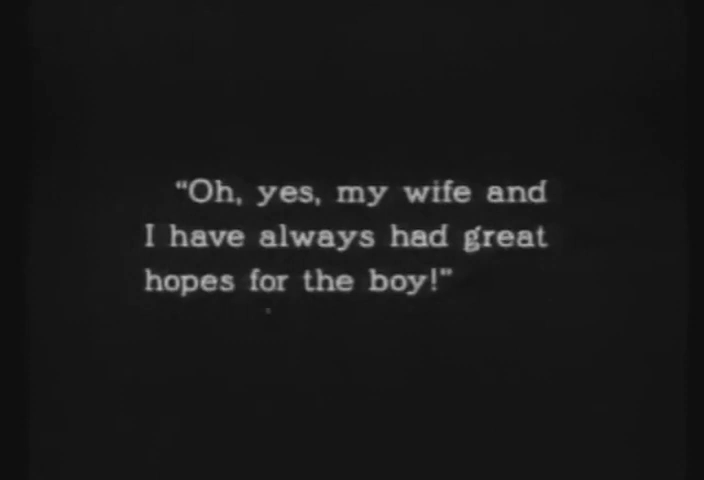 "Oh, yes, my wife and
I have always had great
hopes for the boy!"